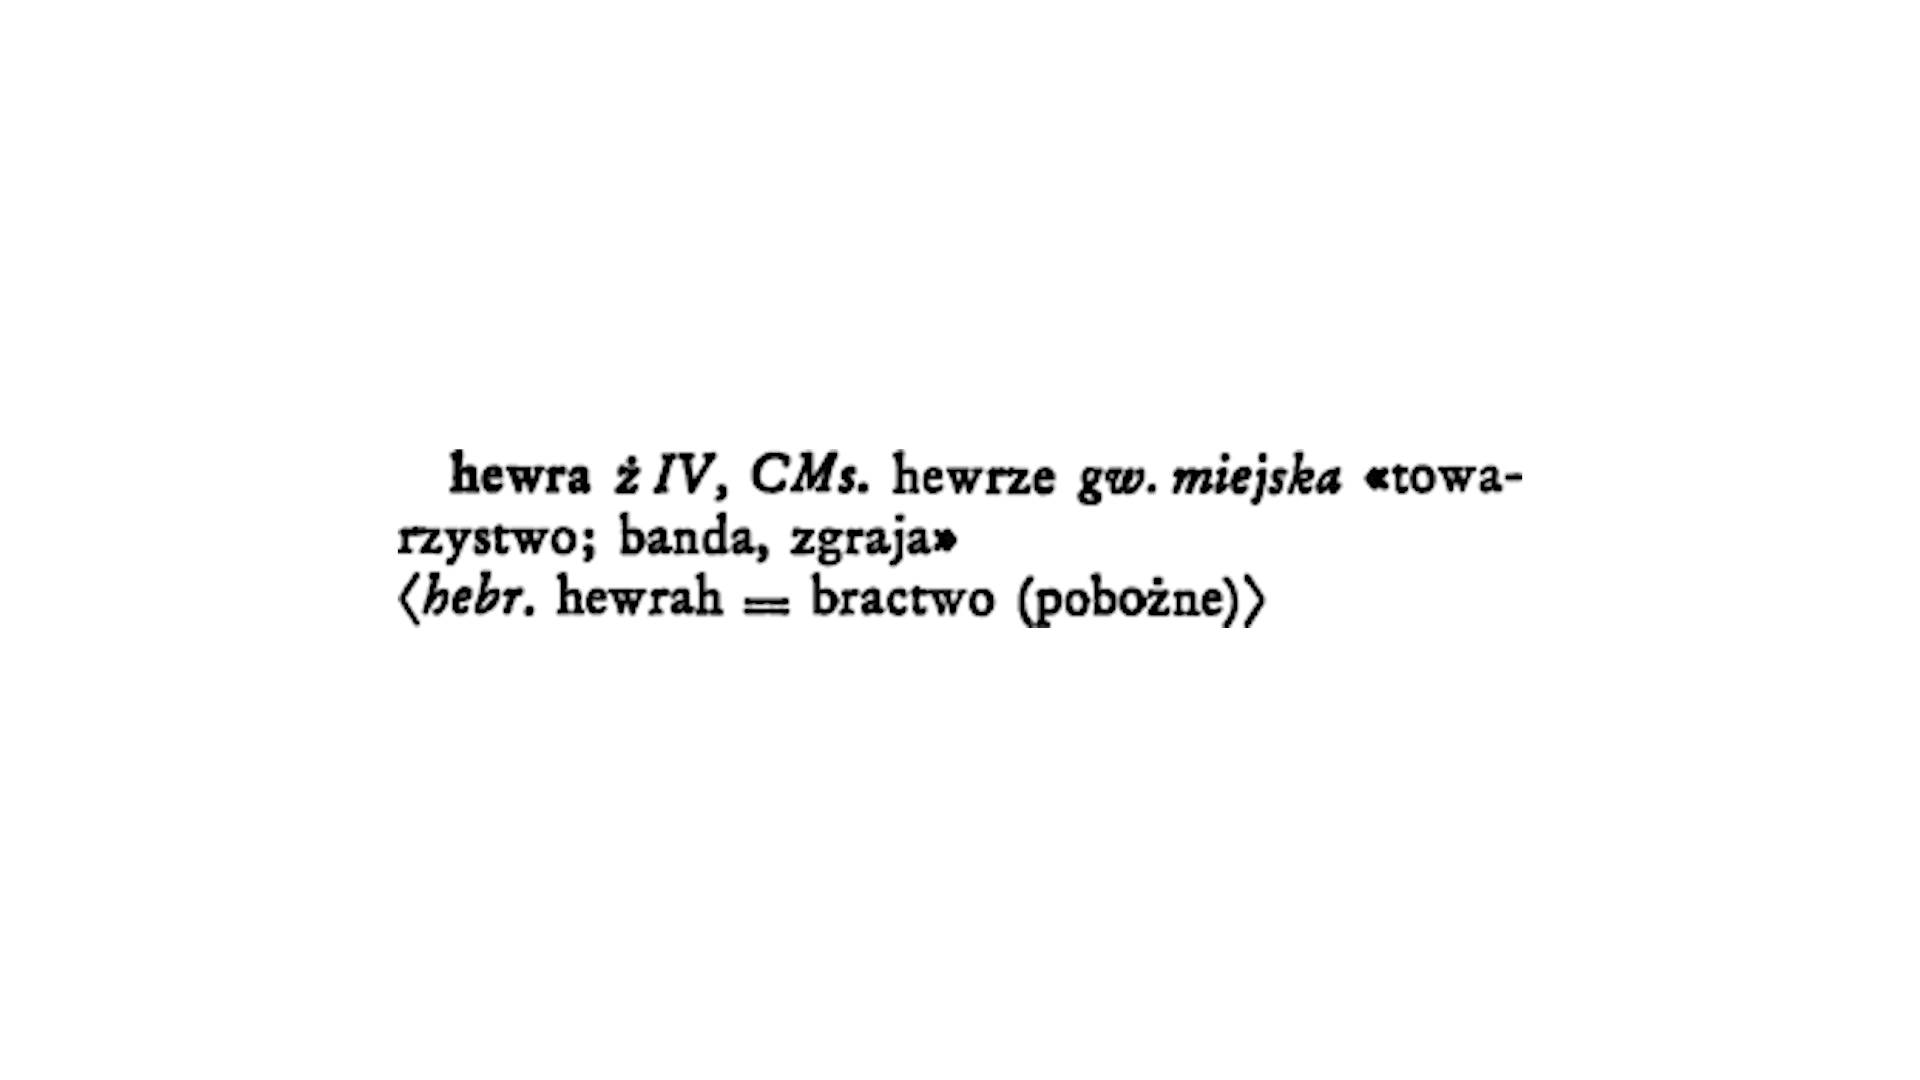 hewra ż IV, CMs. hewrze gw. miejska «towa-
rzystwo; banda, zgraja»
〈hebr. hewrah = bractwo (pobożne)〉